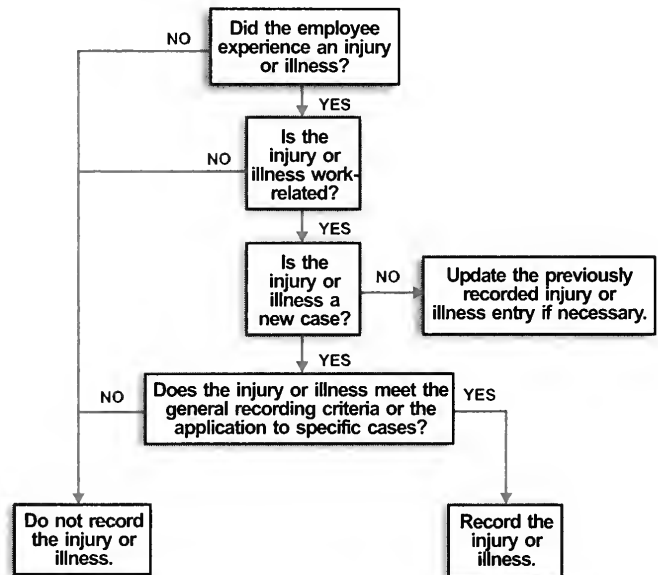 Did the employee
experience an injury
or illness?
NO
YES
Is the
injury or
illness work-
related?
NO
YES
Is the
injury or
illness a
new case?
NO
Update the previously
recorded injury or
illness entry if necessary.
YES
Does the injury or illness meet the
general recording criteria or the
application to specific cases?
NO
YES
Do not record
the injury or
illness.
Record the
injury or
illness.